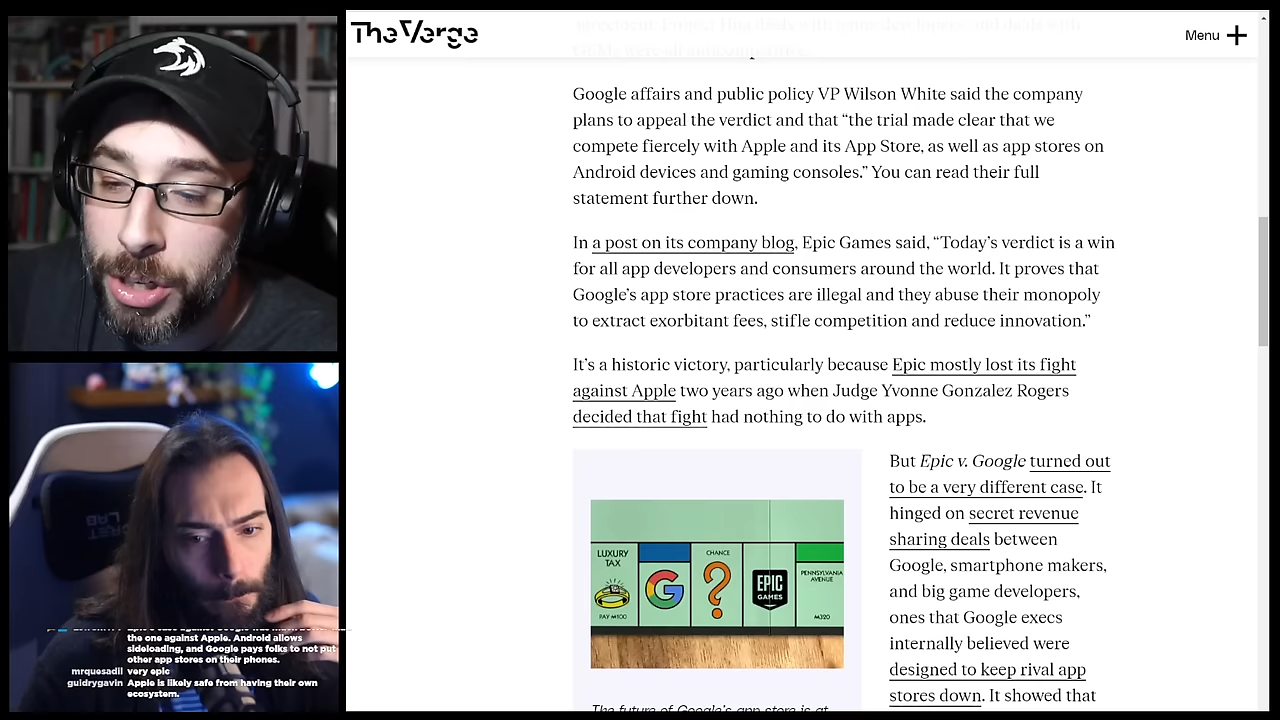 The Verge
Menu
Google affairs and public policy VP Wilson White said the company
plans to appeal the verdict and that “the trial made clear that we
compete fiercely with Apple and its App Store, as well as app stores on
Android devices and gaming consoles.” You can read their full
statement further down.
In a post on its company blog, Epic Games said, “Today’s verdict is a win
for all app developers and consumers around the world. It proves that
Google’s app store practices are illegal and they abuse their monopoly
to extract exorbitant fees, stifle competition and reduce innovation.”
It’s a historic victory, particularly because Epic mostly lost its fight
against Apple two years ago when Judge Yvonne Gonzalez Rogers
decided that fight had nothing to do with apps.
LUXURY
TAX
PAY M100
G
CHANCE
?
EPIC
GAMES
PENNSYLVANIA
AVENUE
M320
The future of Google’s app store is at
But Epic v. Google turned out
to be a very different case. It
hinged on secret revenue
sharing deals between
Google, smartphone makers,
and big game developers,
ones that Google execs
internally believed were
designed to keep rival app
stores down. It showed that
the one against Apple. Android allows
sideloading, and Google pays folks to not put
other app stores on their phones.
mrquesadil very epic
guidrygavin Apple is likely safe from having their own
ecosystem.